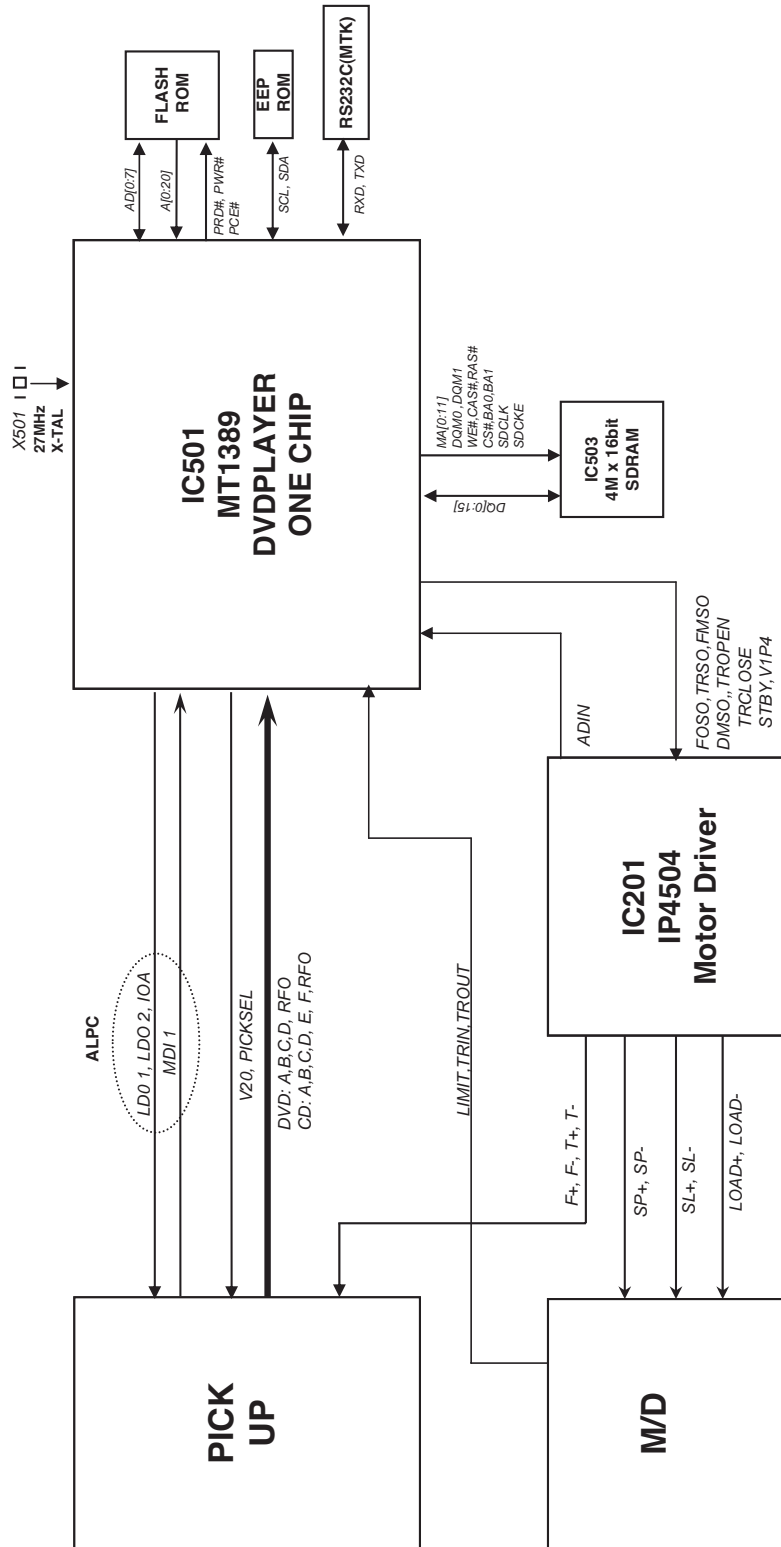 X501
27MHz
X-TAL
FLASH
ROM
AD[0:7]
A[0:20]
PRD#, PWR#
PCE#
EEP
ROM
SCL, SDA
RS232C(MTK)
RXD, TXD
IC501
MT1389
DVDPLAYER
ONE CHIP
MA[0:11]
DQM0 ,DQM1
WE#,CAS#,RAS#
CS#,BA0,BA1
SDCLK
SDCKE
DQ[0:15]
IC503
4M x 16bit
SDRAM
ALPC
LD0 1, LDO 2, IOA
MDI 1
V20, PICKSEL
DVD: A,B,C,D, RFO
CD: A,B,C,D, E, F,RFO
LIMIT,TRIN,TROUT
ADIN
FOSO,TRSO,FMSO
DMSO,,TROPEN
TRCLOSE
STBY,V1P4
IC201
IP4504
Motor Driver
F+, F-, T+, T-
SP+, SP-
SL+, SL-
LOAD+, LOAD-
PICK
UP
M/D